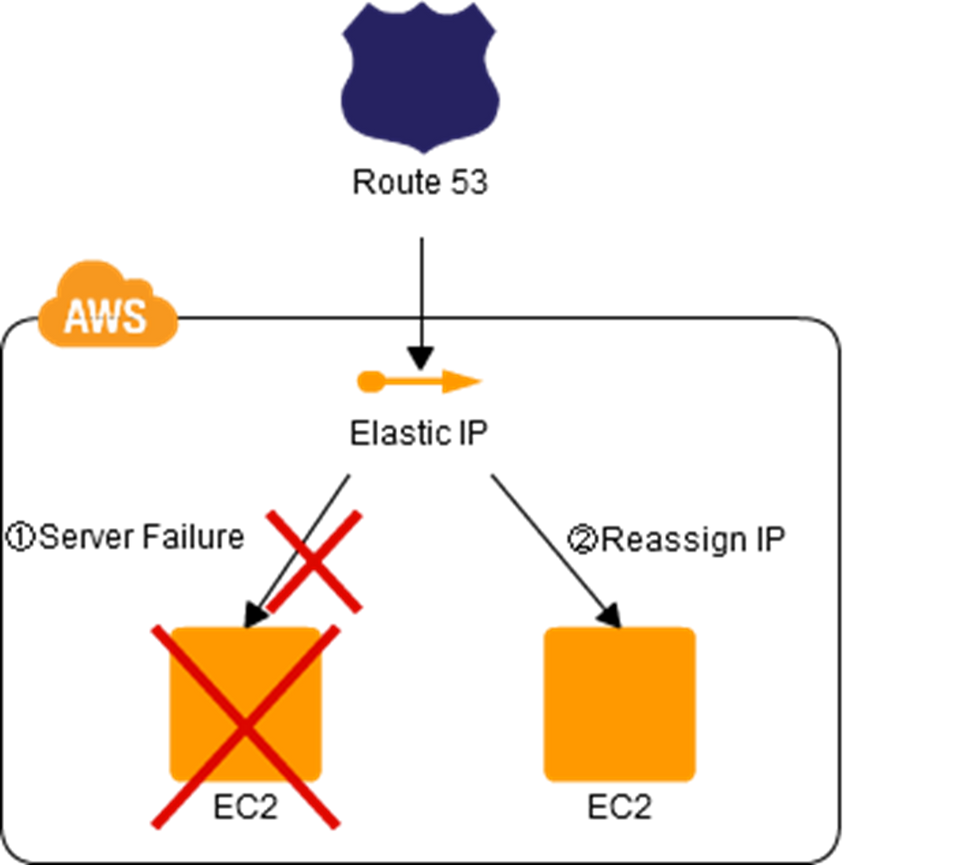 Route 53
AWS
Elastic IP
①Server Failure
②Reassign IP
EC2
EC2